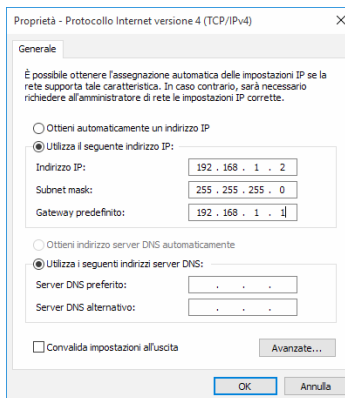 Proprietà - Protocollo Internet versione 4 (TCP/IPv4)
Generale
È possibile ottenere l'assegnazione automatica delle impostazioni IP se la
rete supporta tale caratteristica. In caso contrario, sarà necessario
richiedere all'amministratore di rete le impostazioni IP corrette.
Ottieni automaticamente un indirizzo IP
Utilizza il seguente indirizzo IP:
Indirizzo IP: 192 . 168 . 1 . 2
Subnet mask: 255 . 255 . 255 . 0
Gateway predefinito: 192 . 168 . 1 . 1
Ottieni indirizzo server DNS automaticamente
Utilizza i seguenti indirizzi server DNS:
Server DNS preferito: . . .
Server DNS alternativo: . . .
Convalida impostazioni all'uscita
Avanzate...
OK Annulla